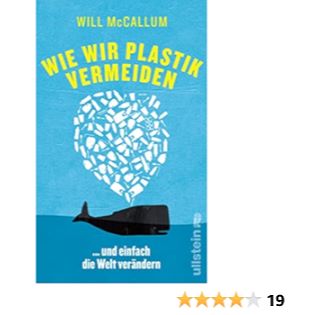 WILL McCALLUM
WIE WIR PLASTIK
VERMEIDEN
... und einfach
die Welt verändern
ullstein
19